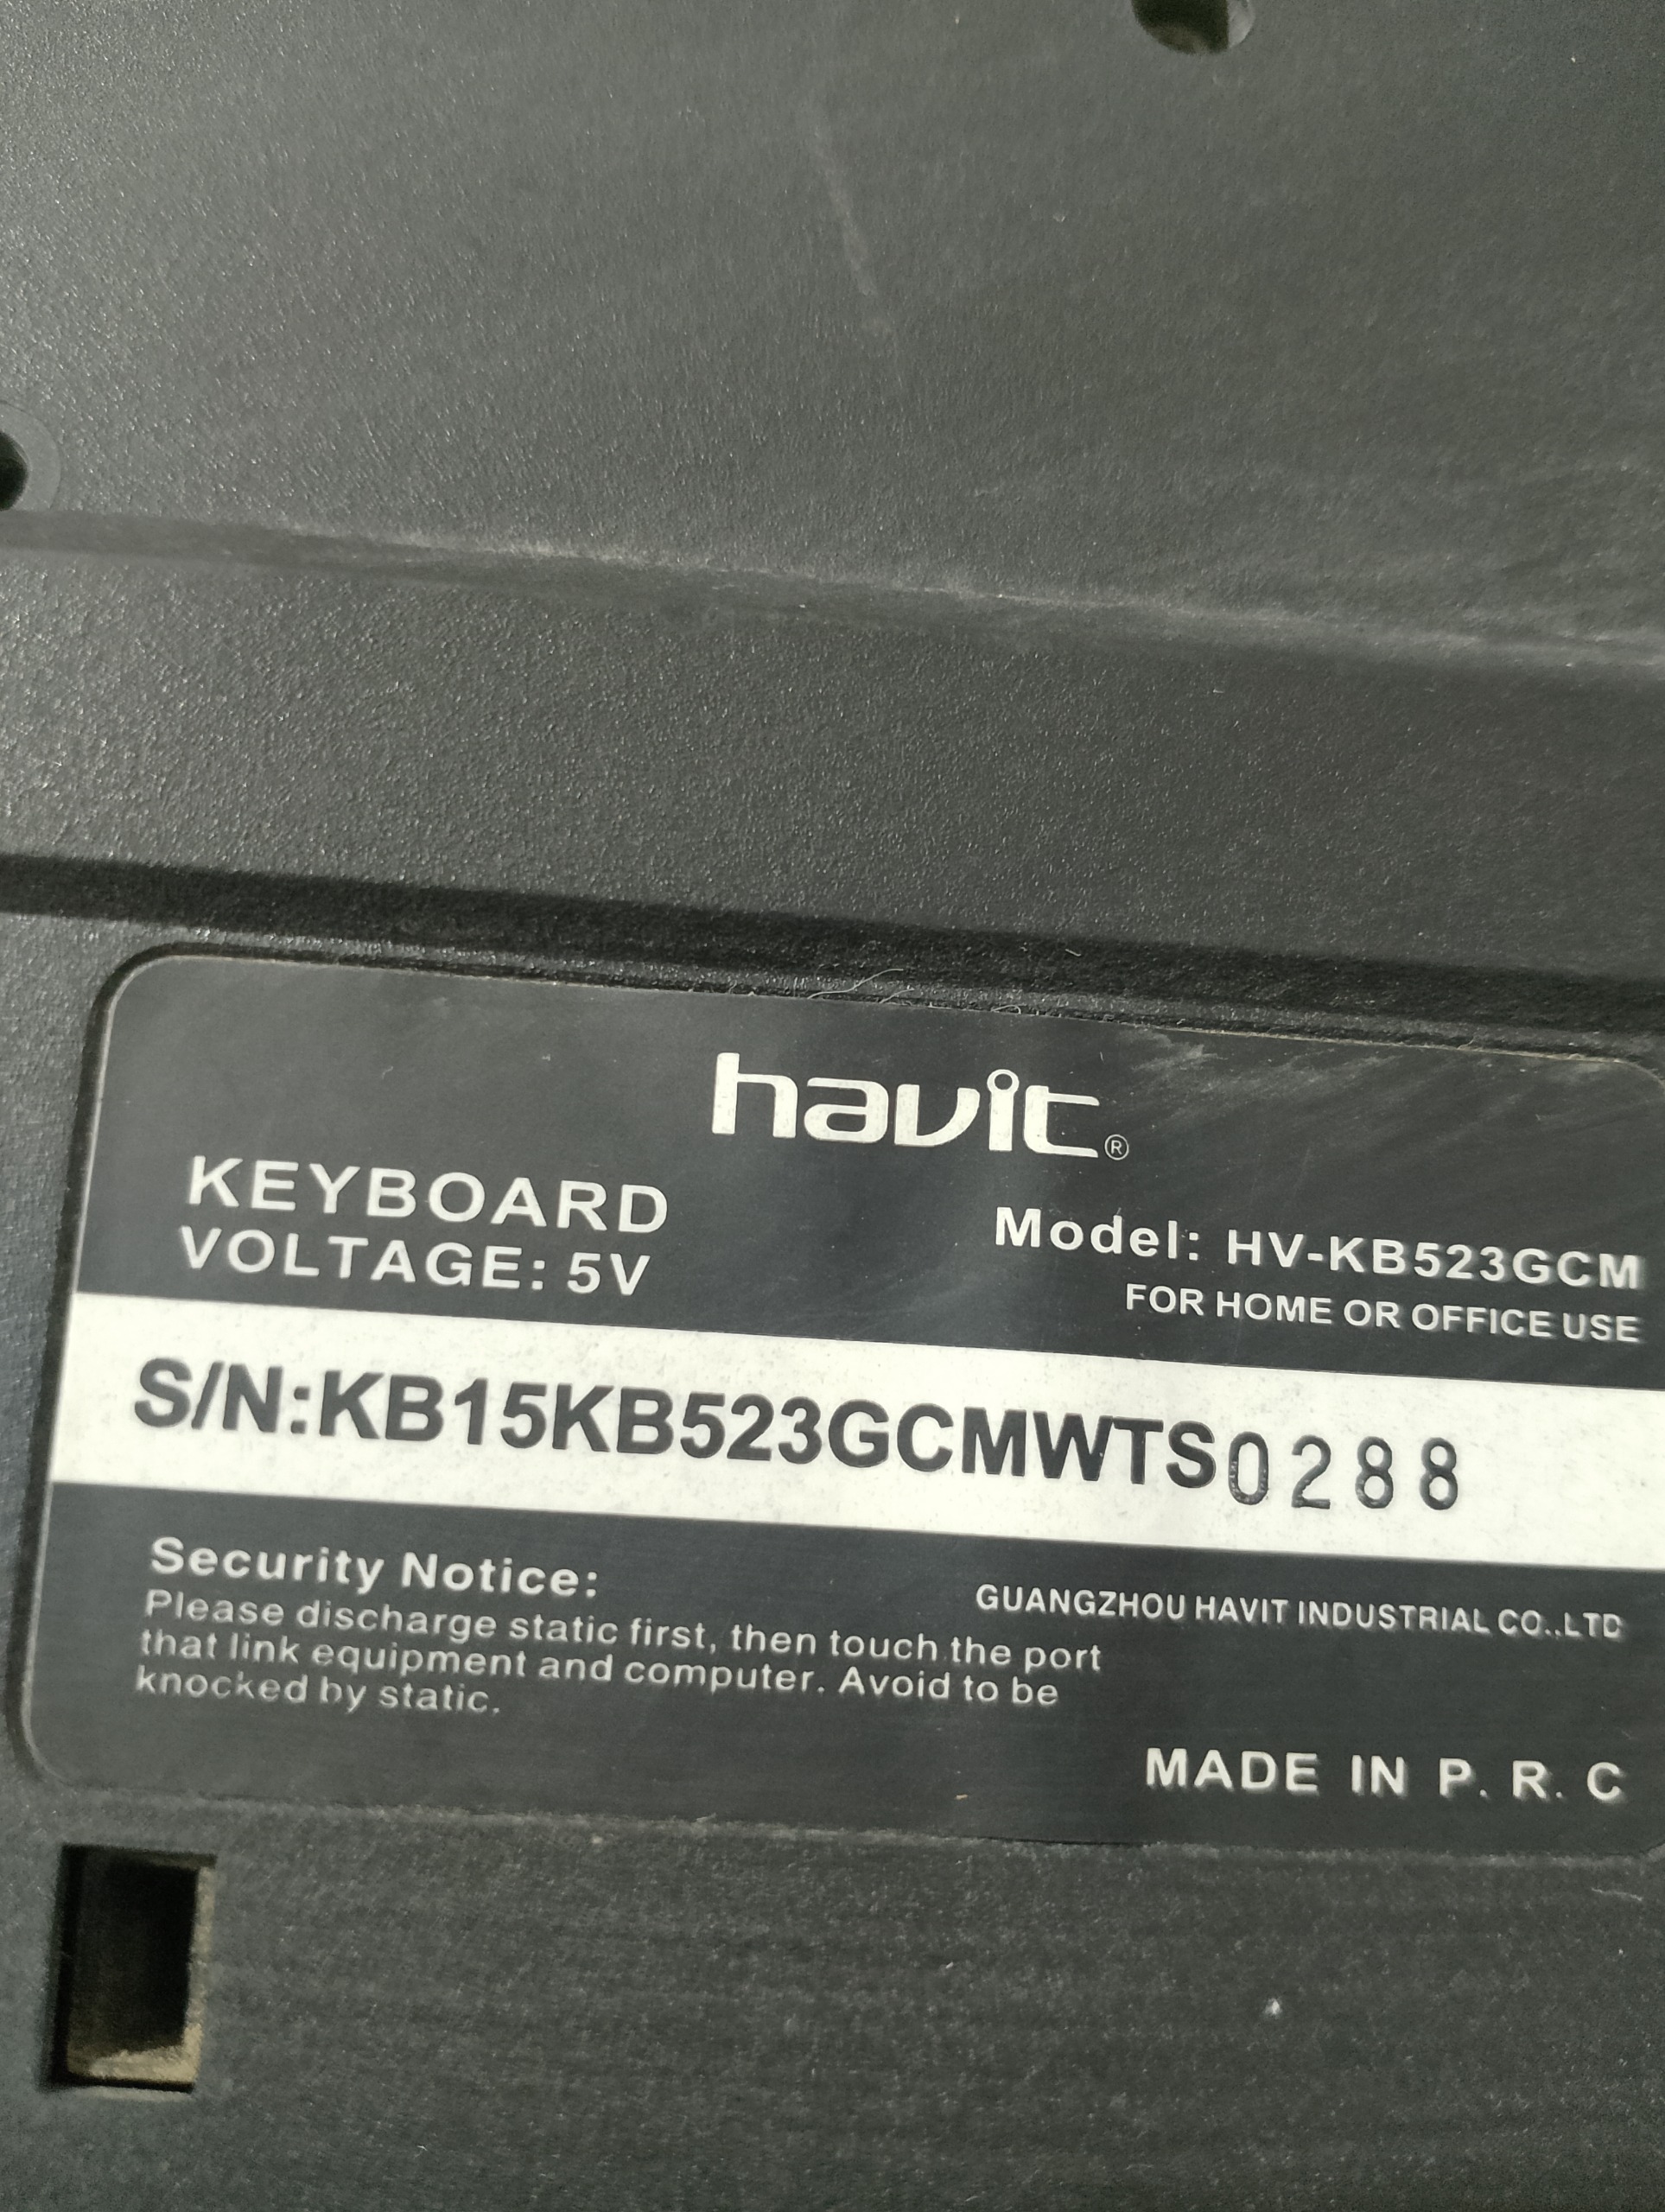 havit®
KEYBOARD
VOLTAGE: 5V
Model: HV-KB523GCM
FOR HOME OR OFFICE USE
S/N:KB15KB523GCMWTS0288
Security Notice:
Please discharge static first, then touch the port
that link equipment and computer. Avoid to be
knocked by static.
GUANGZHOU HAVIT INDUSTRIAL CO.,LTD
MADE IN P. R. C